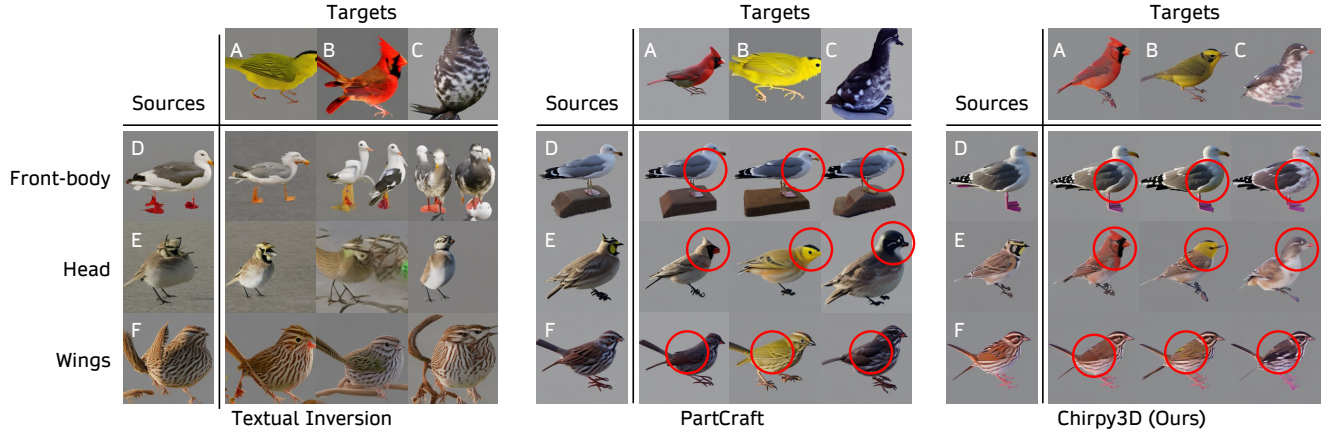 Targets
Targets
Targets
A
B
C
A
B
C
A
B
C
Sources
Sources
Sources
Front-body
D
D
D
Head
E
E
E
Wings
F
F
F
Textual Inversion
PartCraft
Chirpy3D (Ours)